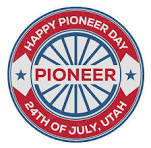 HAPPY PIONEER DAY
PIONEER
24TH OF JULY, UTAH